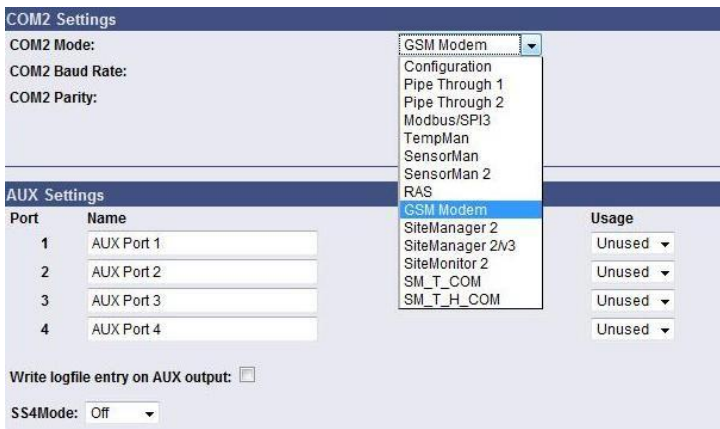 COM2 Settings
COM2 Mode:
GSM Modem
COM2 Baud Rate:
COM2 Parity:
Configuration
Pipe Through 1
Pipe Through 2
Modbus/SPI3
TempMan
SensorMan
SensorMan 2
RAS
GSM Modem
SiteManager 2
SiteManager 2/v3
SiteMonitor 2
SM_T_COM
SM_T_H_COM
AUX Settings
Port Name Usage
1 AUX Port 1 Unused
2 AUX Port 2 Unused
3 AUX Port 3 Unused
4 AUX Port 4 Unused
Write logfile entry on AUX output:
SS4Mode: Off